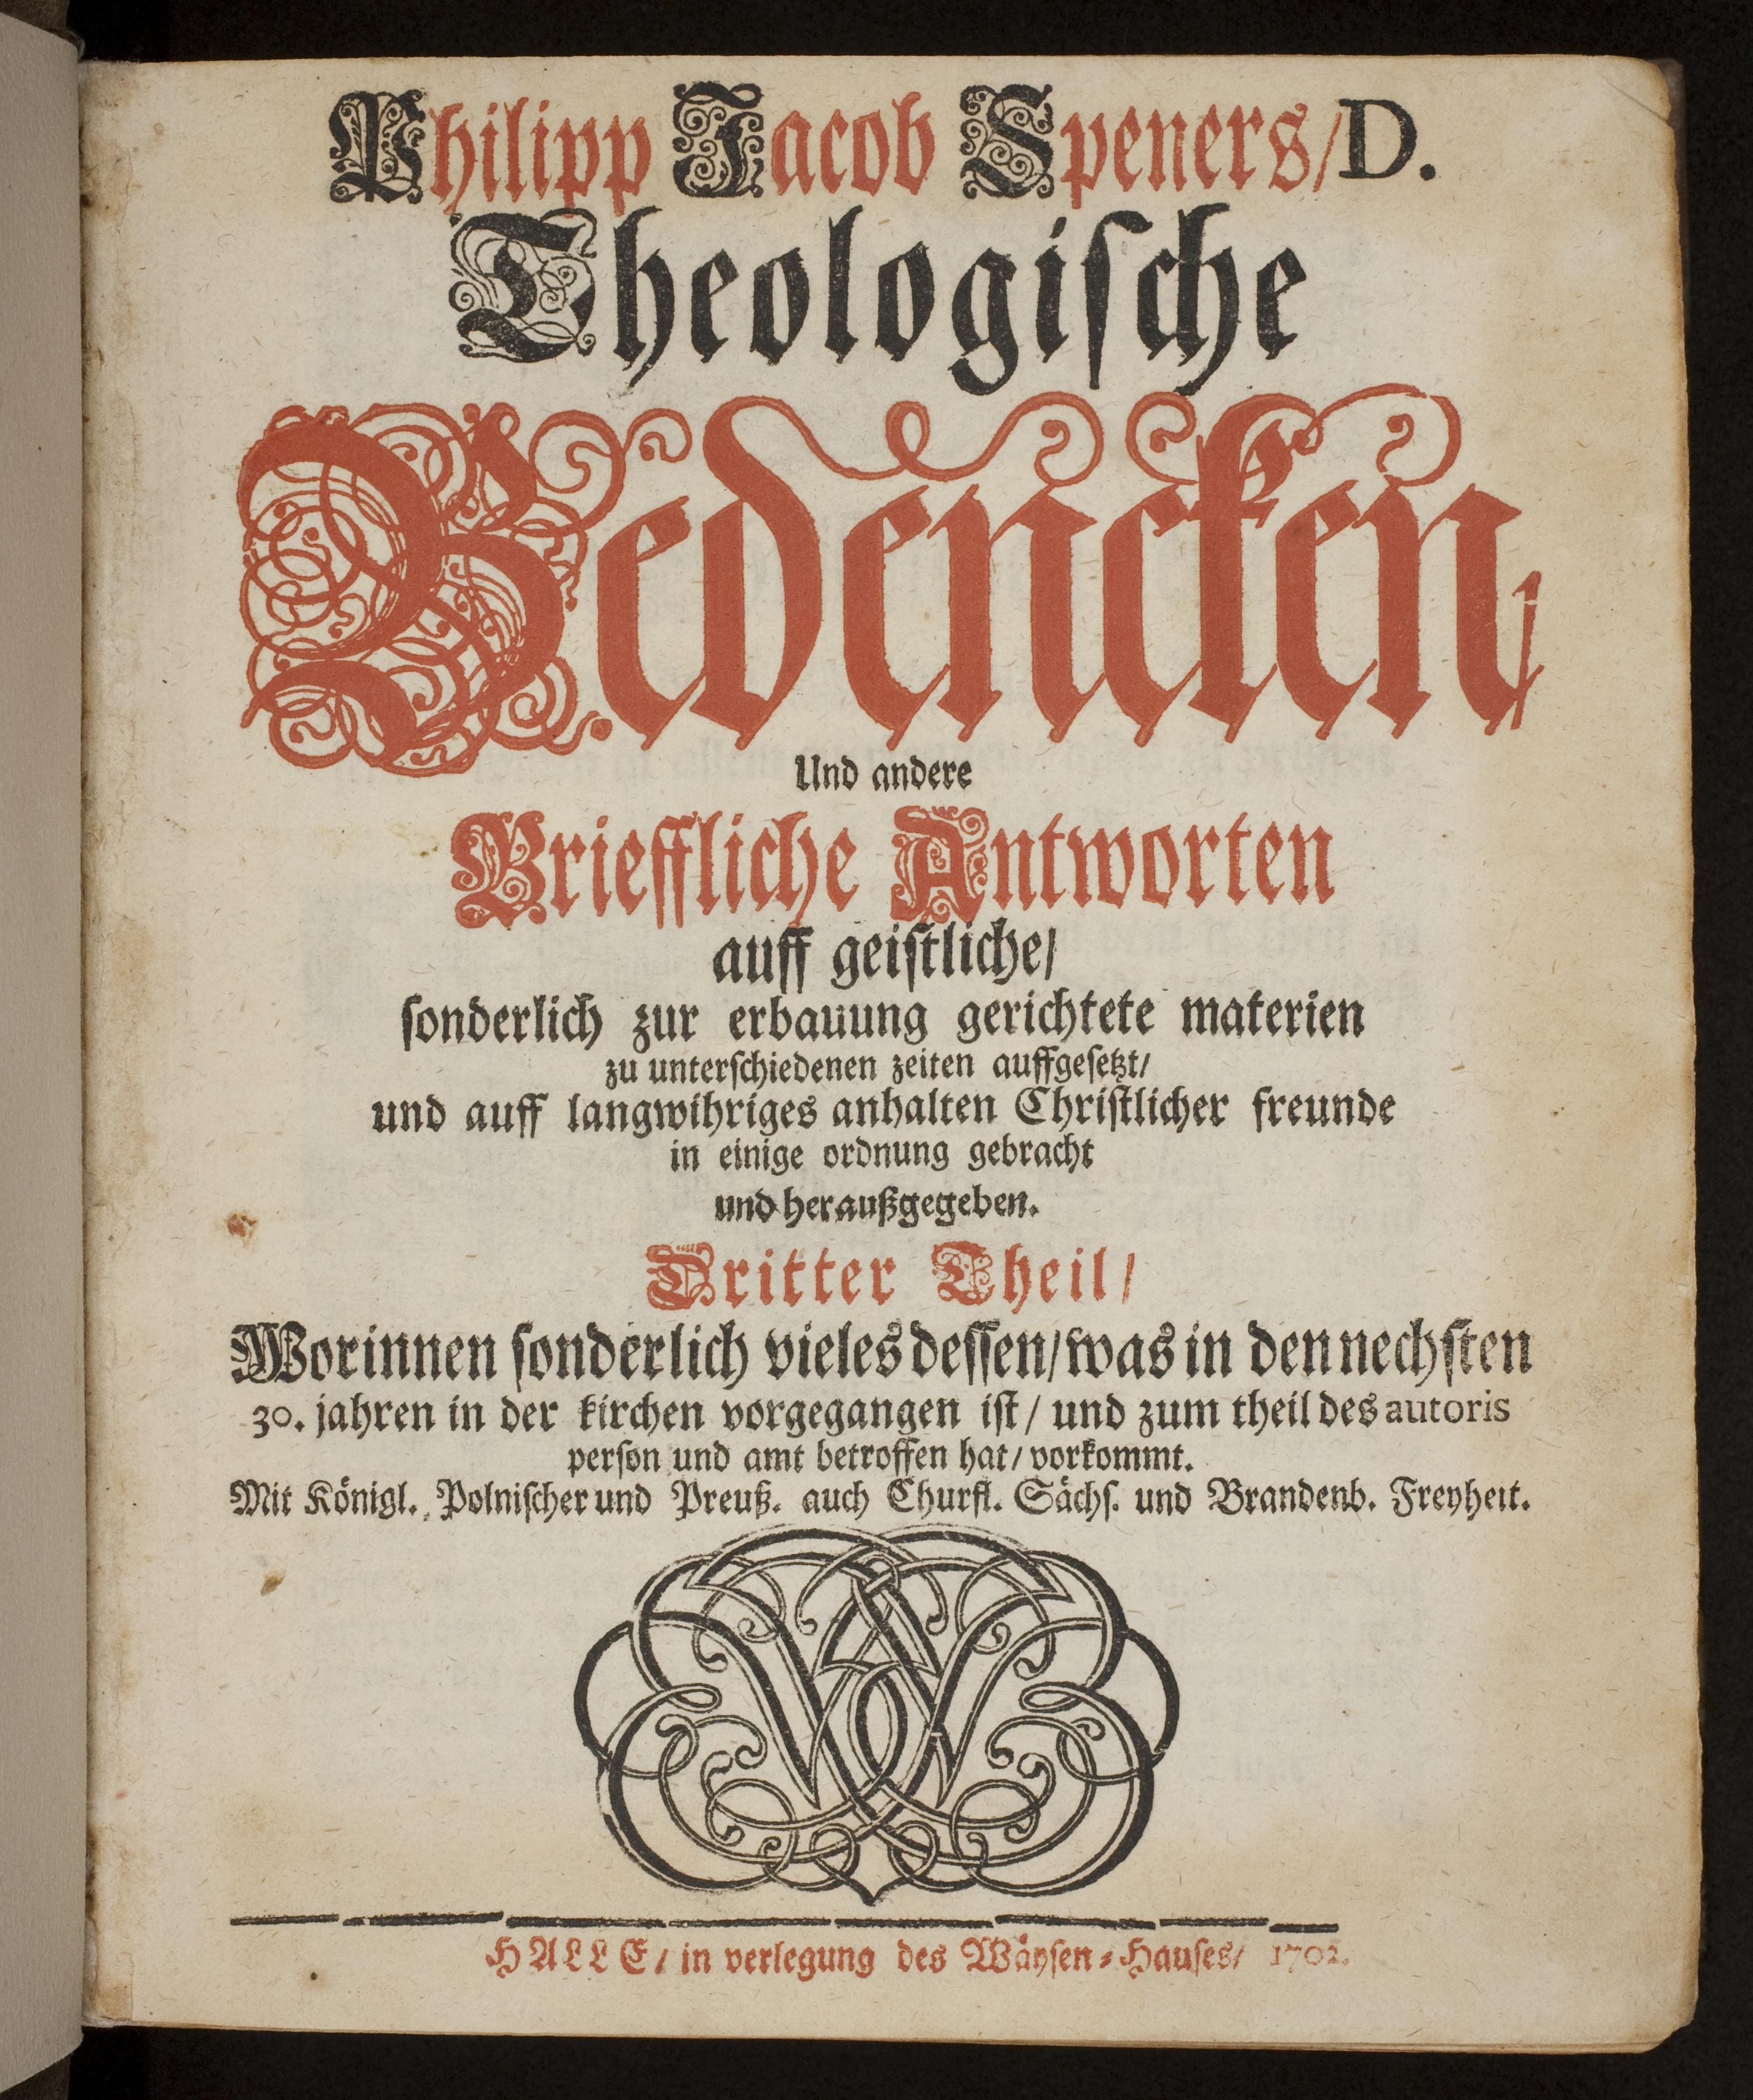 Philipp Jacob Speners/ D.
Theologiſche
Bedencken/
Und andere
Brieffliche Antworten
auff geiſtliche/
ſonderlich zur erbauung gerichtete materien
zu unterſchiedenen zeiten auffgeſetzt/
und auff langwihriges anhalten Chriſtlicher freunde
in einige ordnung gebracht
und heraußgegeben.
Dritter Theil/
Worinnen ſonderlich vieles deſſen/ was in den nechſten
30. jahren in der kirchen vorgegangen iſt/ und zum theil des autoris
perſon und amt betroffen hat/ vorkommt.
Mit Königl. Polniſcher und Preuß. auch Churfl. Sächſ. und Brandenb. Freyheit.
HALLE/ in verlegung des Wäyſen-Hauſes/ 1702.